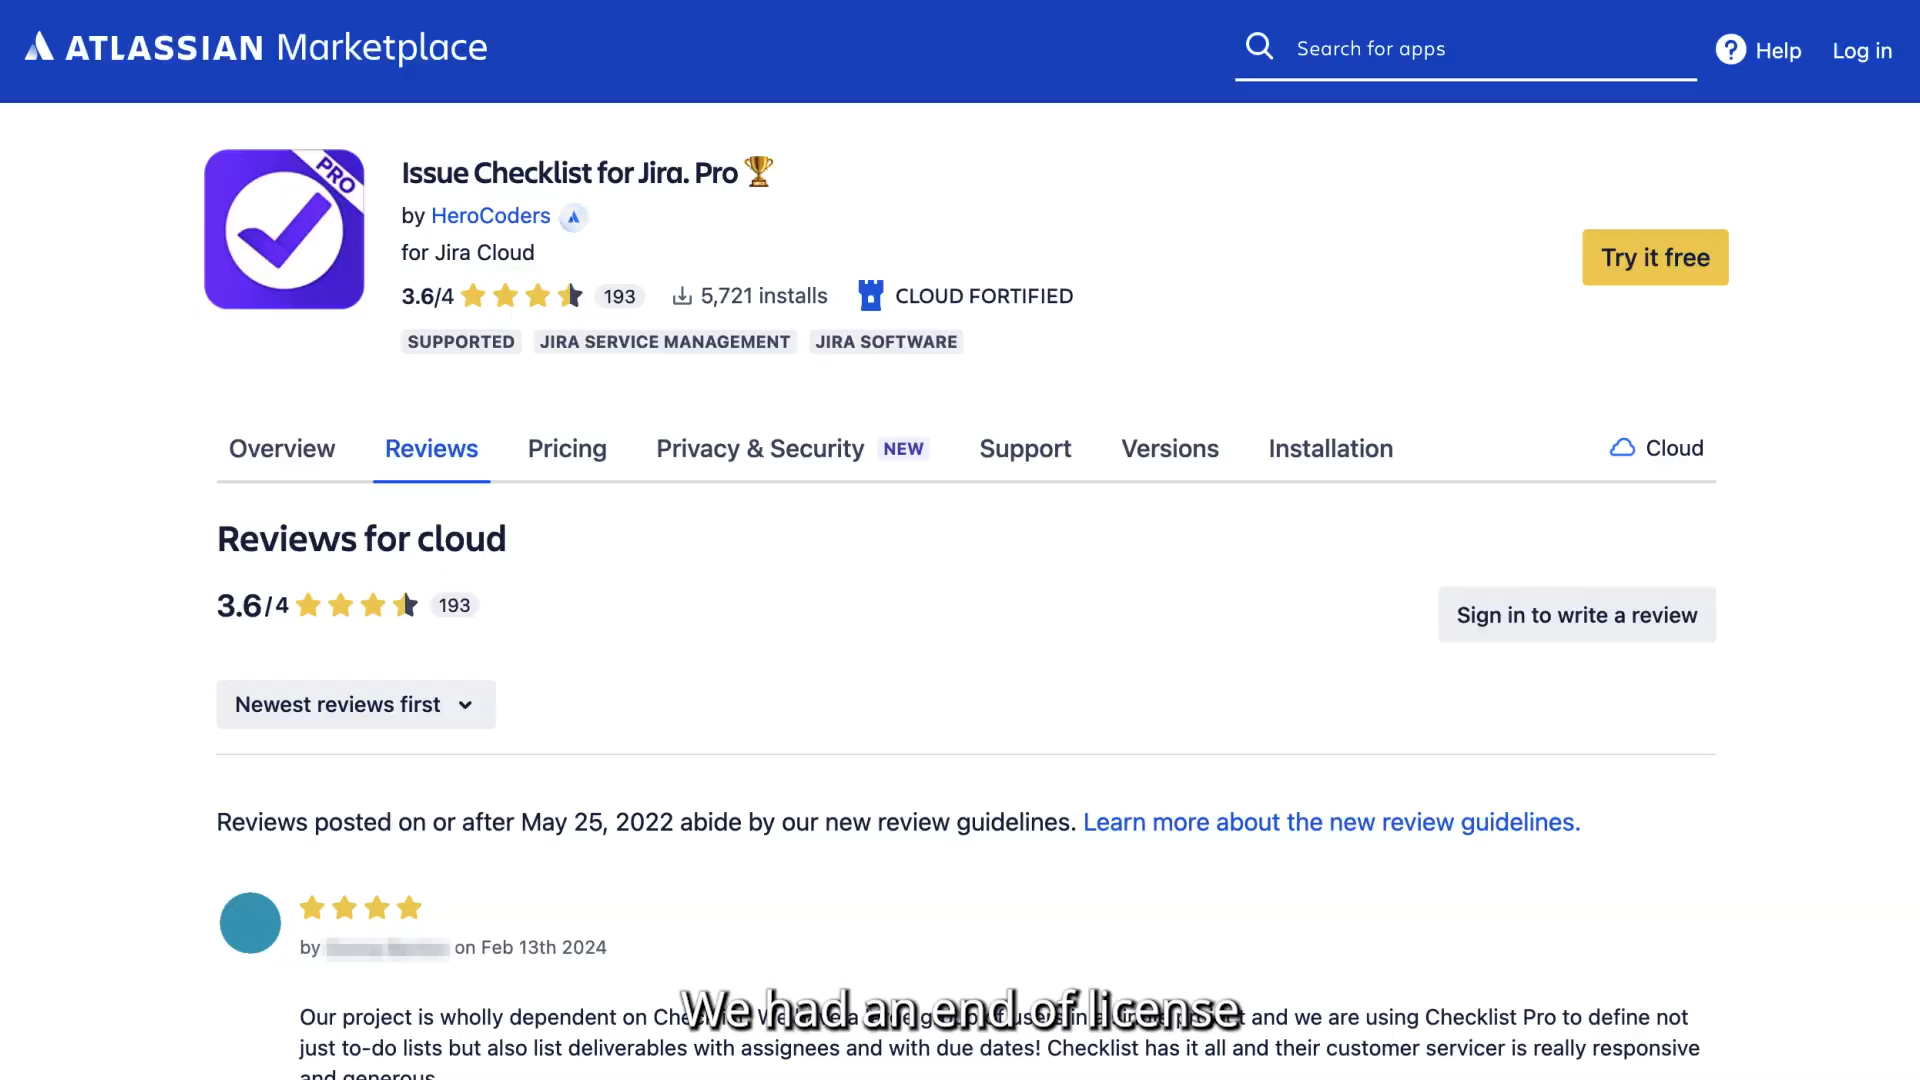 ATLASSIAN Marketplace
Search for apps
Help
Log in
PRO
Issue Checklist for Jira. Pro🏆
by HeroCoders
for Jira Cloud
3.6/4 193 5,721 installs CLOUD FORTIFIED
SUPPORTED JIRA SERVICE MANAGEMENT JIRA SOFTWARE
Try it free
Overview Reviews Pricing Privacy & Security NEW Support Versions Installation Cloud
Reviews for cloud
3.6/4 193
Sign in to write a review
Newest reviews first
Reviews posted on or after May 25, 2022 abide by our new review guidelines. Learn more about the new review guidelines.
by on Feb 13th 2024
We had an end of license
Our project is wholly dependent on and we are using Checklist Pro to define not
just to-do lists but also list deliverables with assignees and with due dates! Checklist has it all and their customer servicer is really responsive
and generous